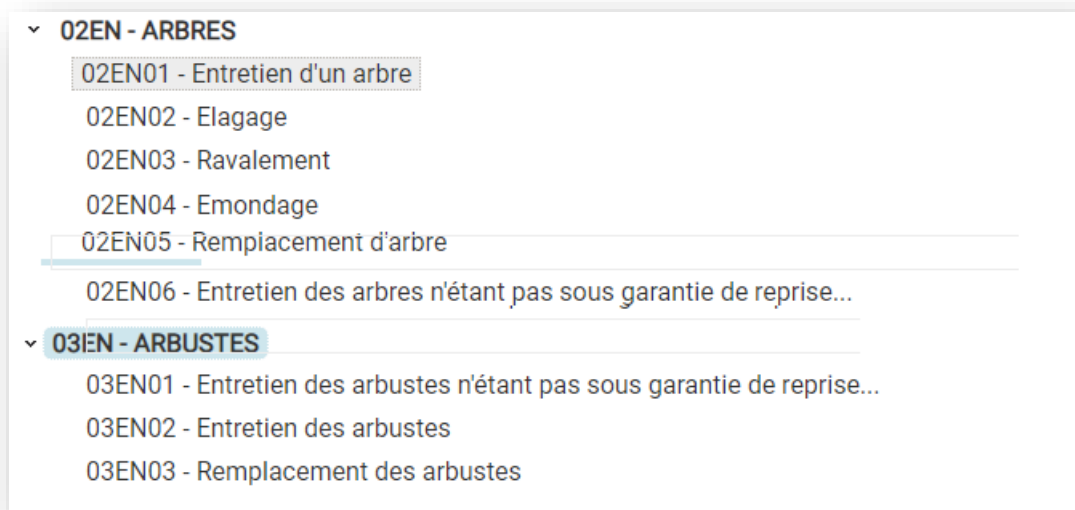 02EN - ARBRES
02EN01 - Entretien d'un arbre
02EN02 - Elagage
02EN03 - Ravalement
02EN04 - Emondage
02EN05 - Remplacement d'arbre
02EN06 - Entretien des arbres n'étant pas sous garantie de reprise...
03EN - ARBUSTES
03EN01 - Entretien des arbustes n'étant pas sous garantie de reprise...
03EN02 - Entretien des arbustes
03EN03 - Remplacement des arbustes